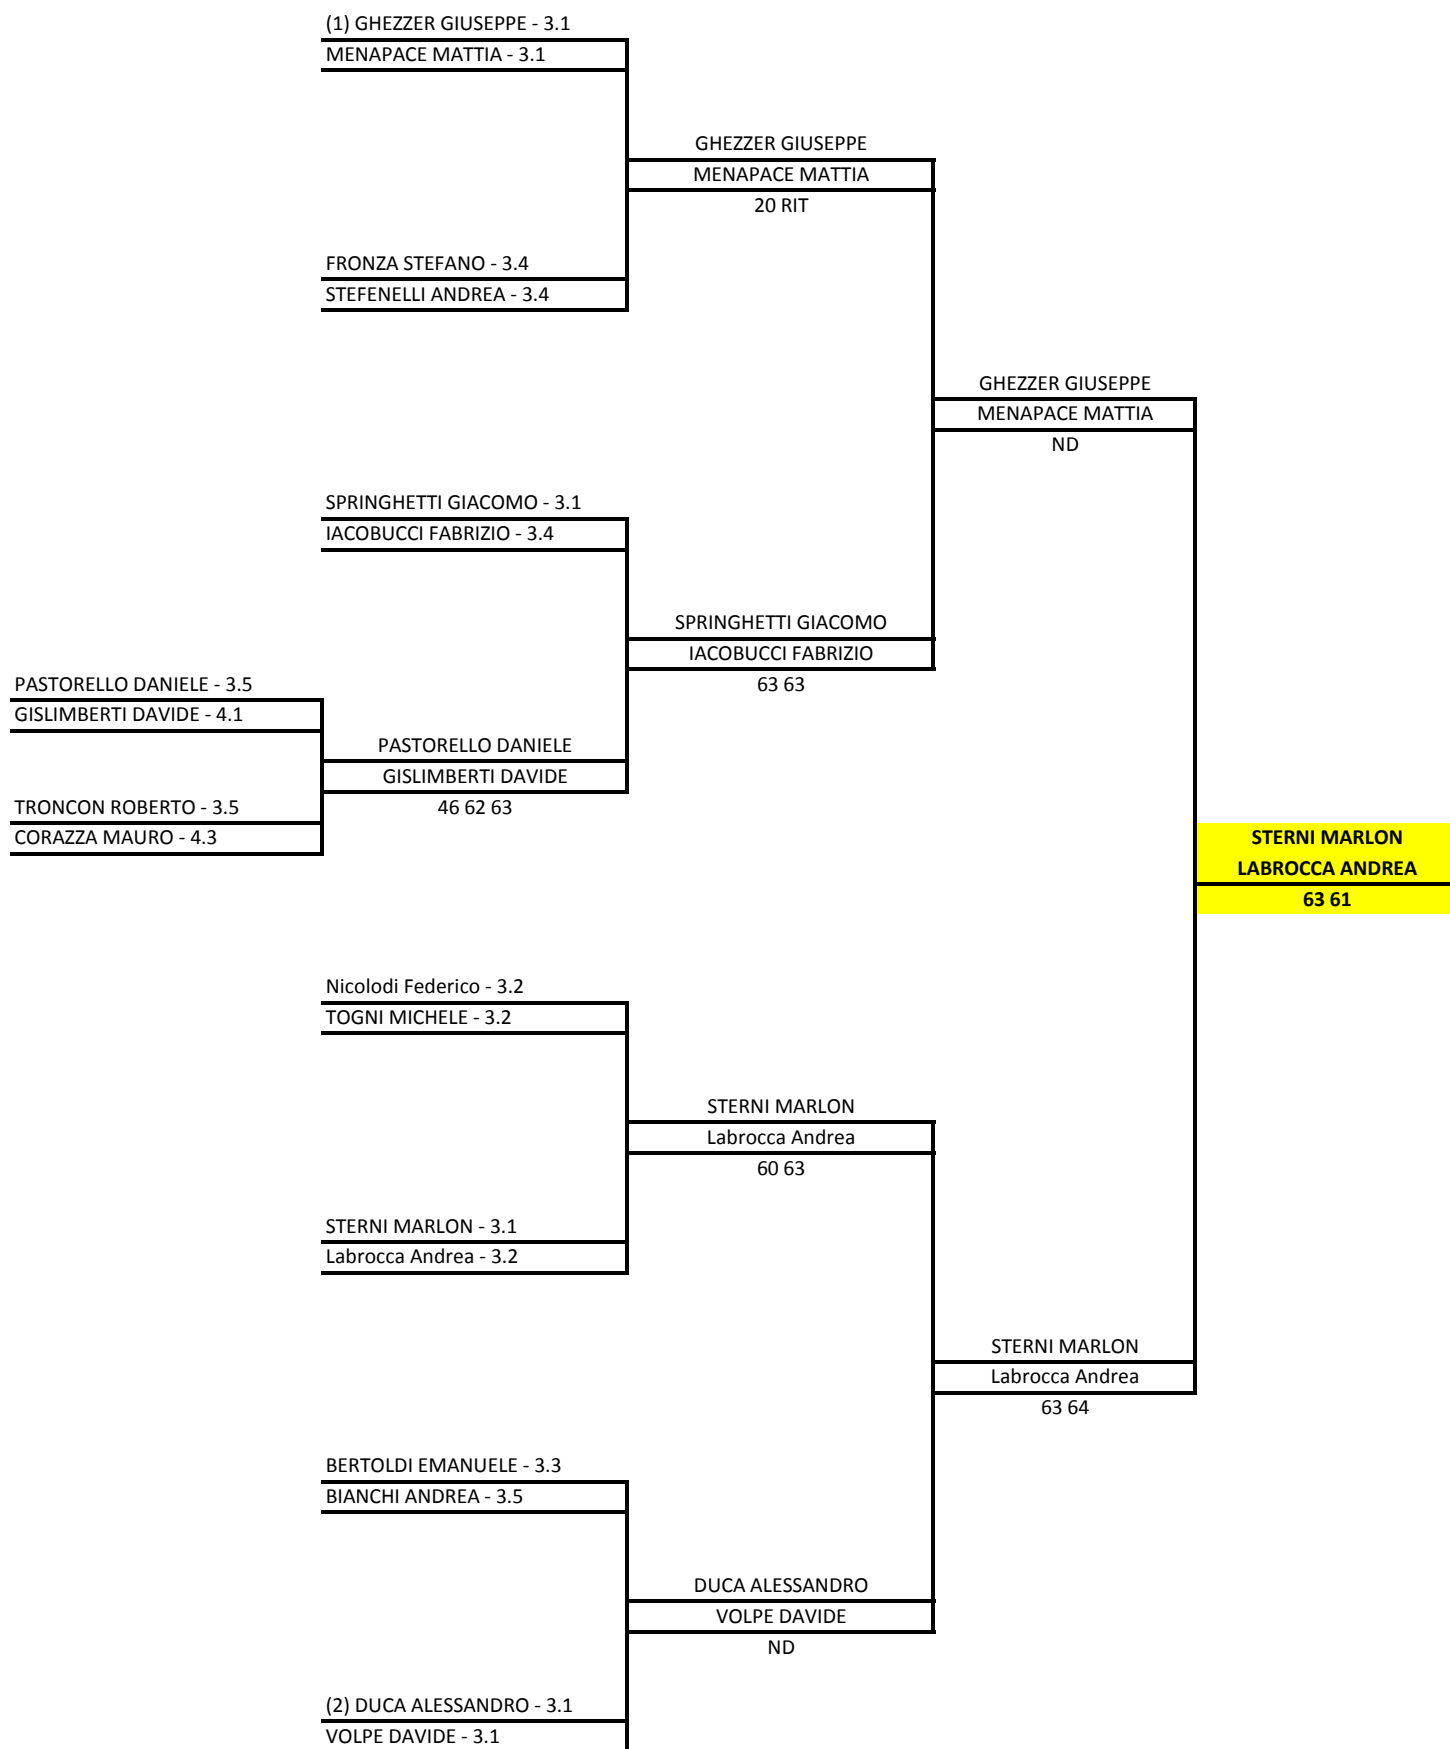 (1) GHEZZER GIUSEPPE - 3.1
MENAPACE MATTIA - 3.1
GHEZZER GIUSEPPE
MENAPACE MATTIA
20 RIT
FRONZA STEFANO - 3.4
STEFENELLI ANDREA - 3.4
GHEZZER GIUSEPPE
MENAPACE MATTIA
ND
SPRINGHETTI GIACOMO - 3.1
IACOBUCCI FABRIZIO - 3.4
SPRINGHETTI GIACOMO
IACOBUCCI FABRIZIO
63 63
PASTORELLO DANIELE - 3.5
GISLIMBERTI DAVIDE - 4.1
PASTORELLO DANIELE
GISLIMBERTI DAVIDE
46 62 63
TRONCON ROBERTO - 3.5
CORAZZA MAURO - 4.3
STERNI MARLON
LABROCCA ANDREA
63 61
Nicolodi Federico - 3.2
TOGNI MICHELE - 3.2
STERNI MARLON
Labrocca Andrea
60 63
STERNI MARLON - 3.1
Labrocca Andrea - 3.2
STERNI MARLON
Labrocca Andrea
63 64
BERTOLDI EMANUELE - 3.3
BIANCHI ANDREA - 3.5
DUCA ALESSANDRO
VOLPE DAVIDE
ND
(2) DUCA ALESSANDRO - 3.1
VOLPE DAVIDE - 3.1